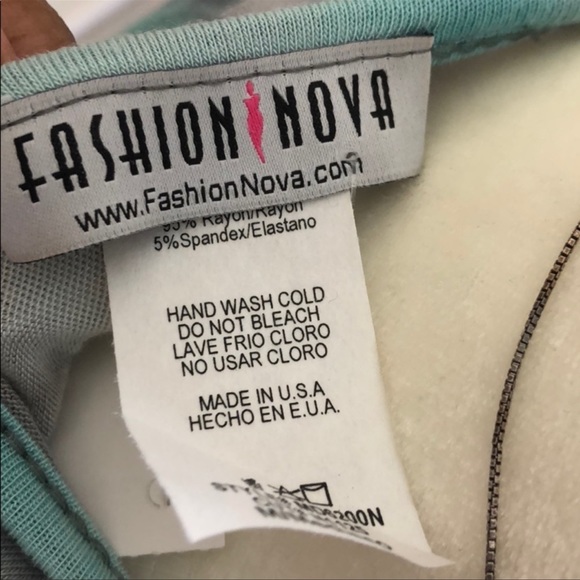 FASHION NOVA
www.FashionNova.com
95% Rayon/Rayon
5%Spandex/Elastano
HAND WASH COLD
DO NOT BLEACH
LAVE FRIO CLORO
NO USAR CLORO
MADE IN U.S.A
HECHO EN E.U.A.